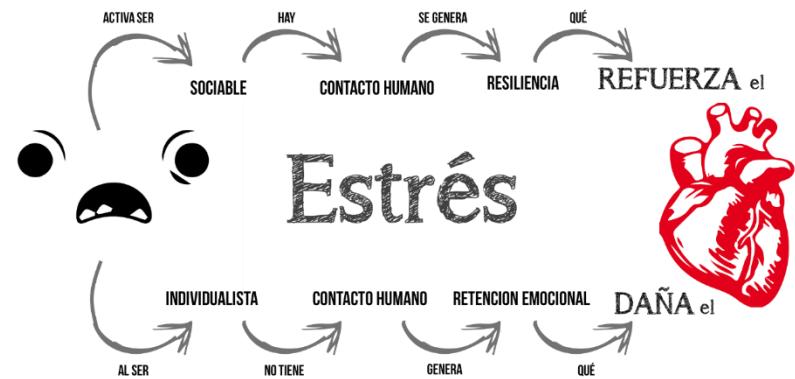 ACTIVA SER
HAY
SE GENERA
QUÉ
SOCIABLE
CONTACTO HUMANO
RESILIENCIA
REFUERZA el
Estrés
INDIVIDUALISTA
CONTACTO HUMANO
RETENCION EMOCIONAL
DAÑA el
AL SER
NO TIENE
GENERA
QUÉ